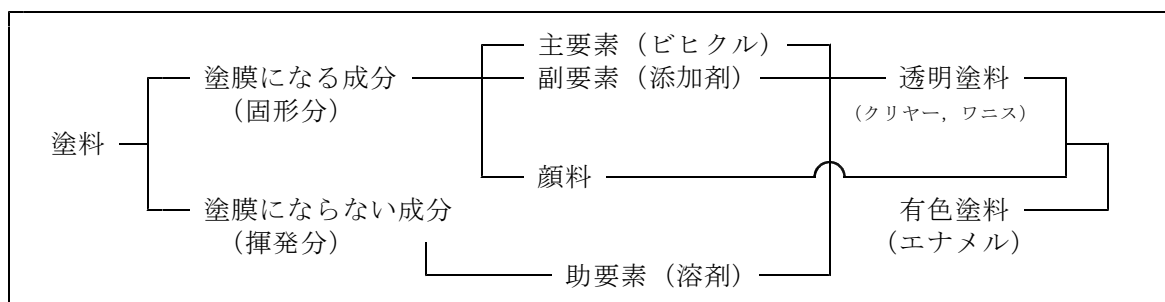 主要素（ビヒクル）
塗膜になる成分 副要素（添加剤） 透明塗料
（固形分） （クリヤー，ワニス）
塗料
顔料
塗膜にならない成分 有色塗料
（揮発分） （エナメル）
助要素（溶剤）